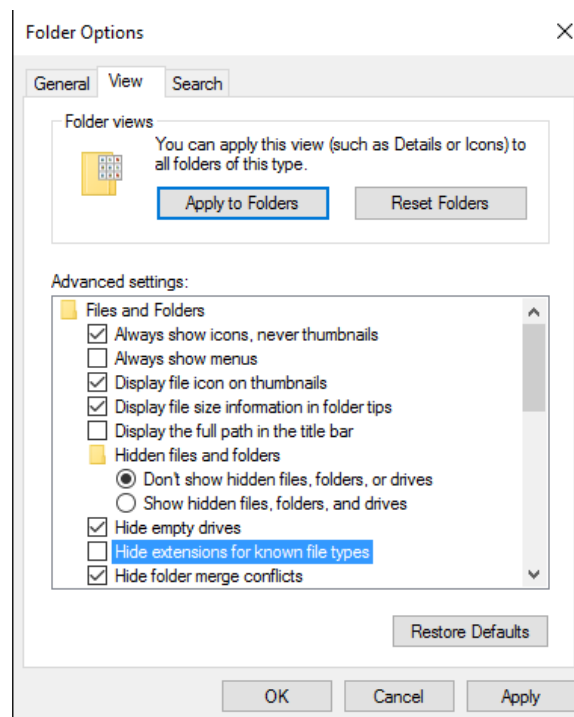 Folder Options
General View Search
Folder views
You can apply this view (such as Details or Icons) to
all folders of this type.
Apply to Folders Reset Folders
Advanced settings:
Files and Folders
Always show icons, never thumbnails
Always show menus
Display file icon on thumbnails
Display file size information in folder tips
Display the full path in the title bar
Hidden files and folders
Don't show hidden files, folders, or drives
Show hidden files, folders, and drives
Hide empty drives
Hide extensions for known file types
Hide folder merge conflicts
Restore Defaults
OK Cancel Apply